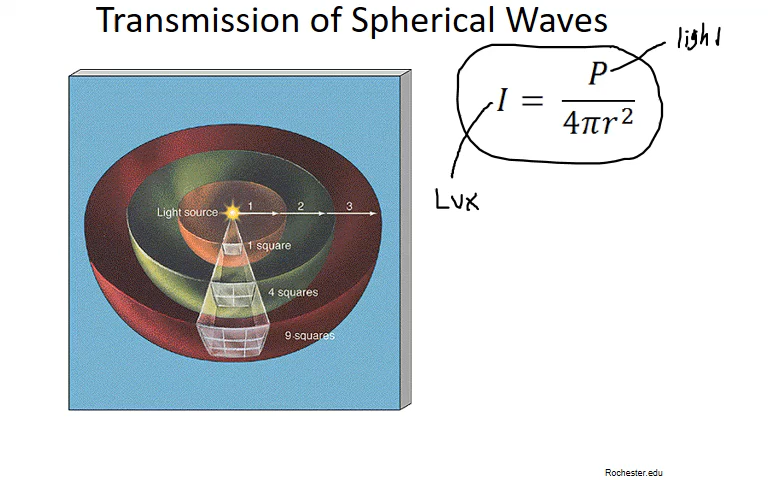 Transmission of Spherical Waves
light
I = P / 4πr²
Lux
Light source
1
2
3
1 square
4 squares
9 squares
Rochester.edu